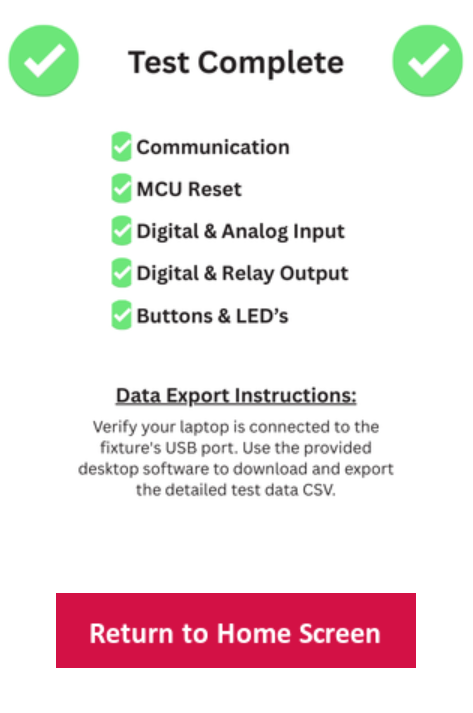 Test Complete
Communication
MCU Reset
Digital & Analog Input
Digital & Relay Output
Buttons & LED’s
Data Export Instructions:
Verify your laptop is connected to the
fixture's USB port. Use the provided
desktop software to download and export
the detailed test data CSV.
Return to Home Screen